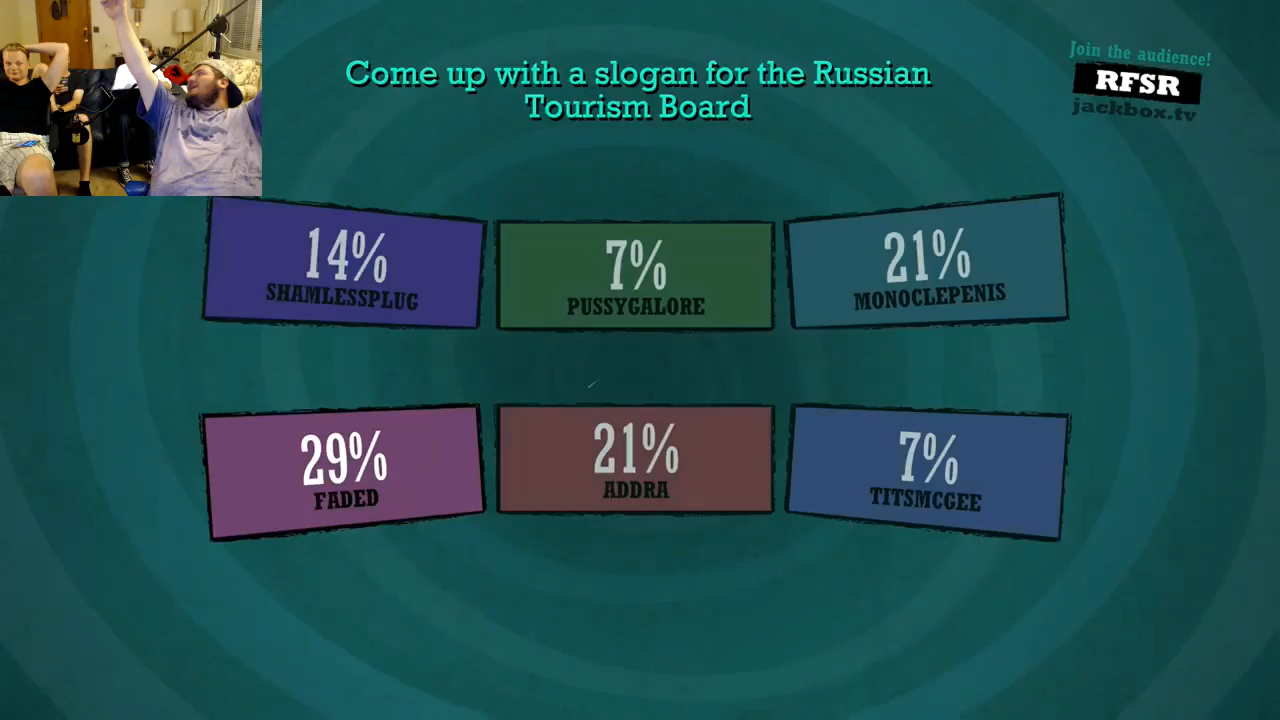 Come up with a slogan for the Russian
Tourism Board
Join the audience!
RFSR
jackbox.tv
14%
SHAMLESSPLUG
7%
PUSSYGALORE
21%
MONOCLEPENIS
29%
FADED
21%
ADDRA
7%
TITSMCGEE